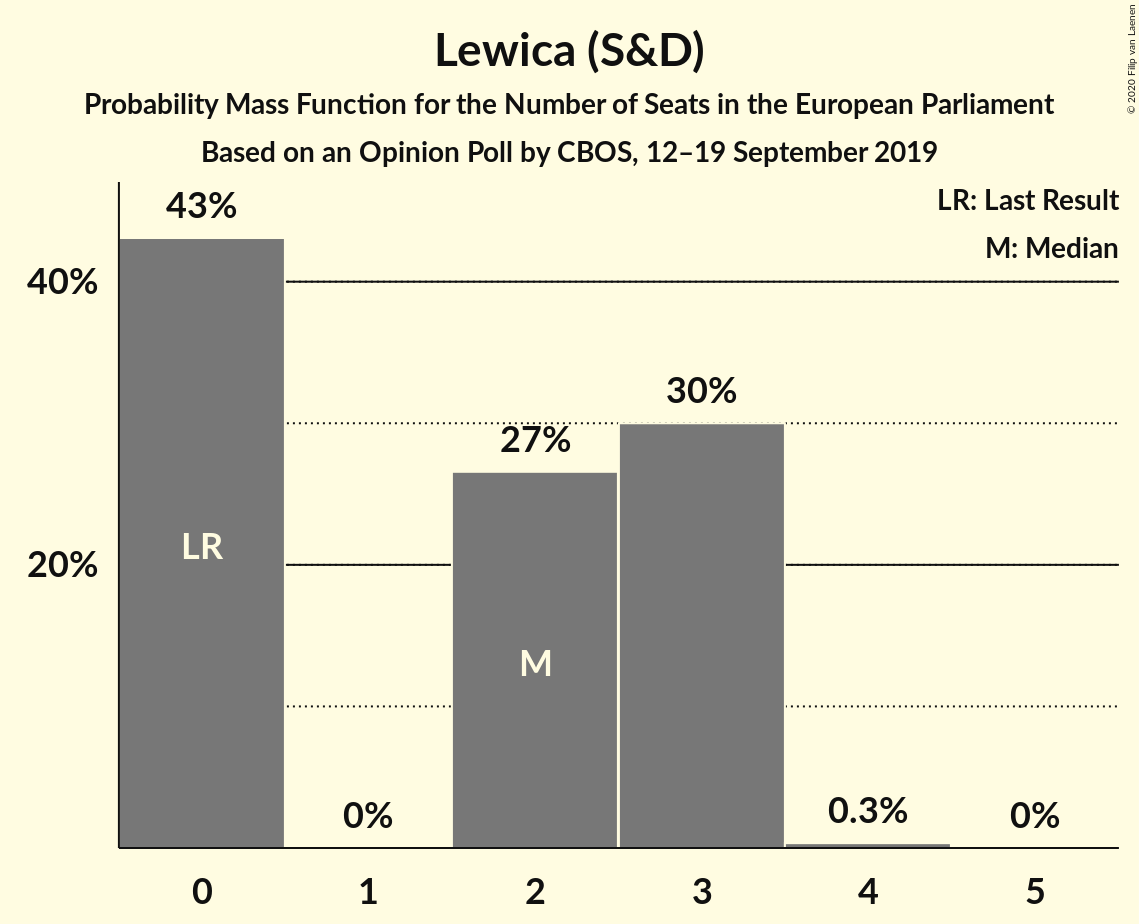 Lewica (S&D)
Probability Mass Function for the Number of Seats in the European Parliament
Based on an Opinion Poll by CBOS, 12–19 September 2019
© 2020 Filip van Laenen
LR: Last Result
M: Median
43%
40%
30%
27%
LR
20%
M
0%
0.3%
0%
0 1 2 3 4 5